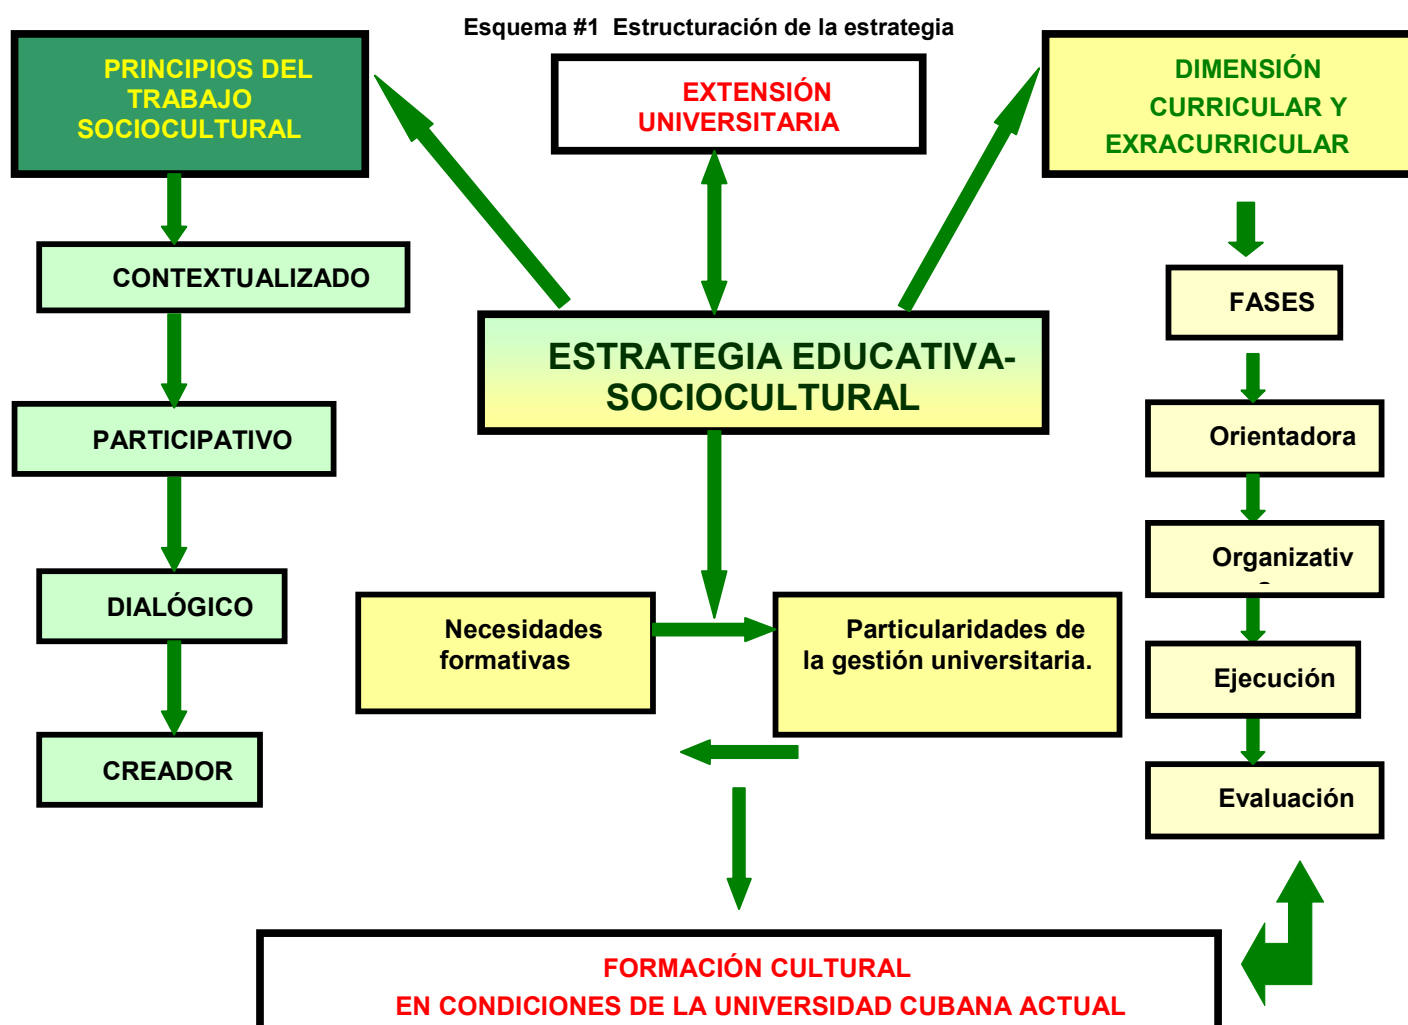 Esquema #1 Estructuración de la estrategia
PRINCIPIOS DEL
TRABAJO
SOCIOCULTURAL
EXTENSIÓN
UNIVERSITARIA
DIMENSIÓN
CURRICULAR Y
EXRACURRICULAR
CONTEXTUALIZADO
PARTICIPATIVO
DIALÓGICO
CREADOR
ESTRATEGIA EDUCATIVA-
SOCIOCULTURAL
Necesidades
formativas
Particularidades de
la gestión universitaria.
FASES
Orientadora
Organizativ
Ejecución
Evaluación
FORMACIÓN CULTURAL
EN CONDICIONES DE LA UNIVERSIDAD CUBANA ACTUAL